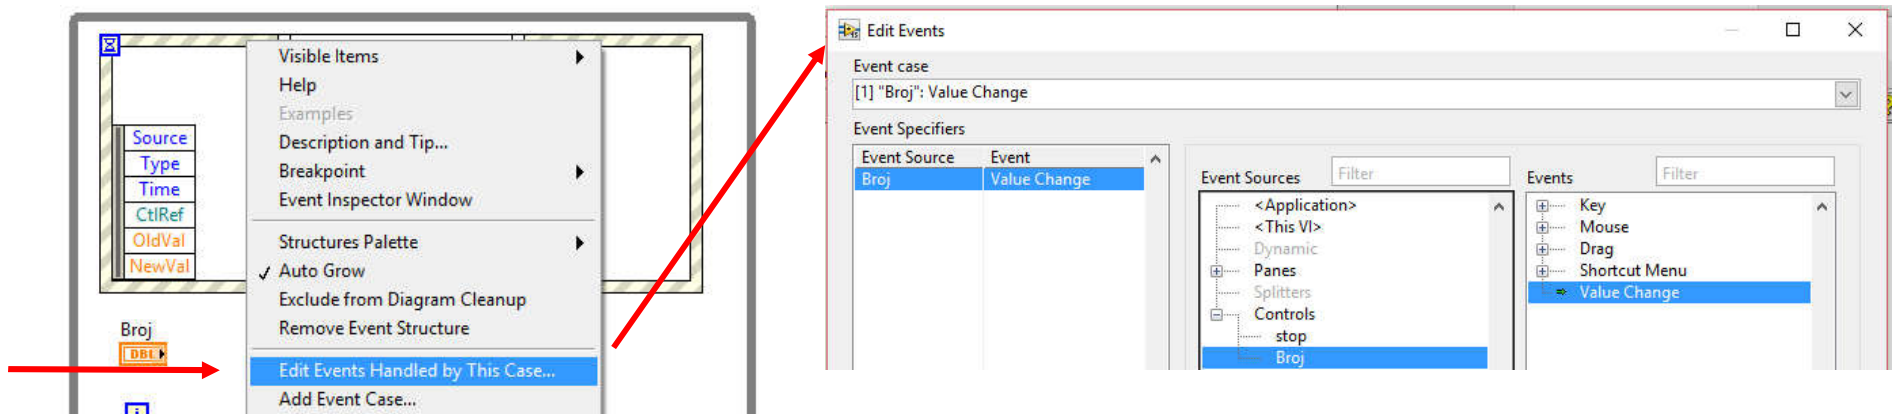 Visible Items
Help
Examples
Description and Tip...
Breakpoint
Event Inspector Window
Structures Palette
✓ Auto Grow
Exclude from Diagram Cleanup
Remove Event Structure
Edit Events Handled by This Case...
Add Event Case...
Source
Type
Time
CtlRef
OldVal
NewVal
Broj
DBL
i
Edit Events
Event case
[1] "Broj": Value Change
Event Specifiers
Event Source Event
Broj Value Change
Event Sources Filter
<Application>
<This VI>
Dynamic
Panes
Splitters
Controls
stop
Broj
Events Filter
Key
Mouse
Drag
Shortcut Menu
Value Change